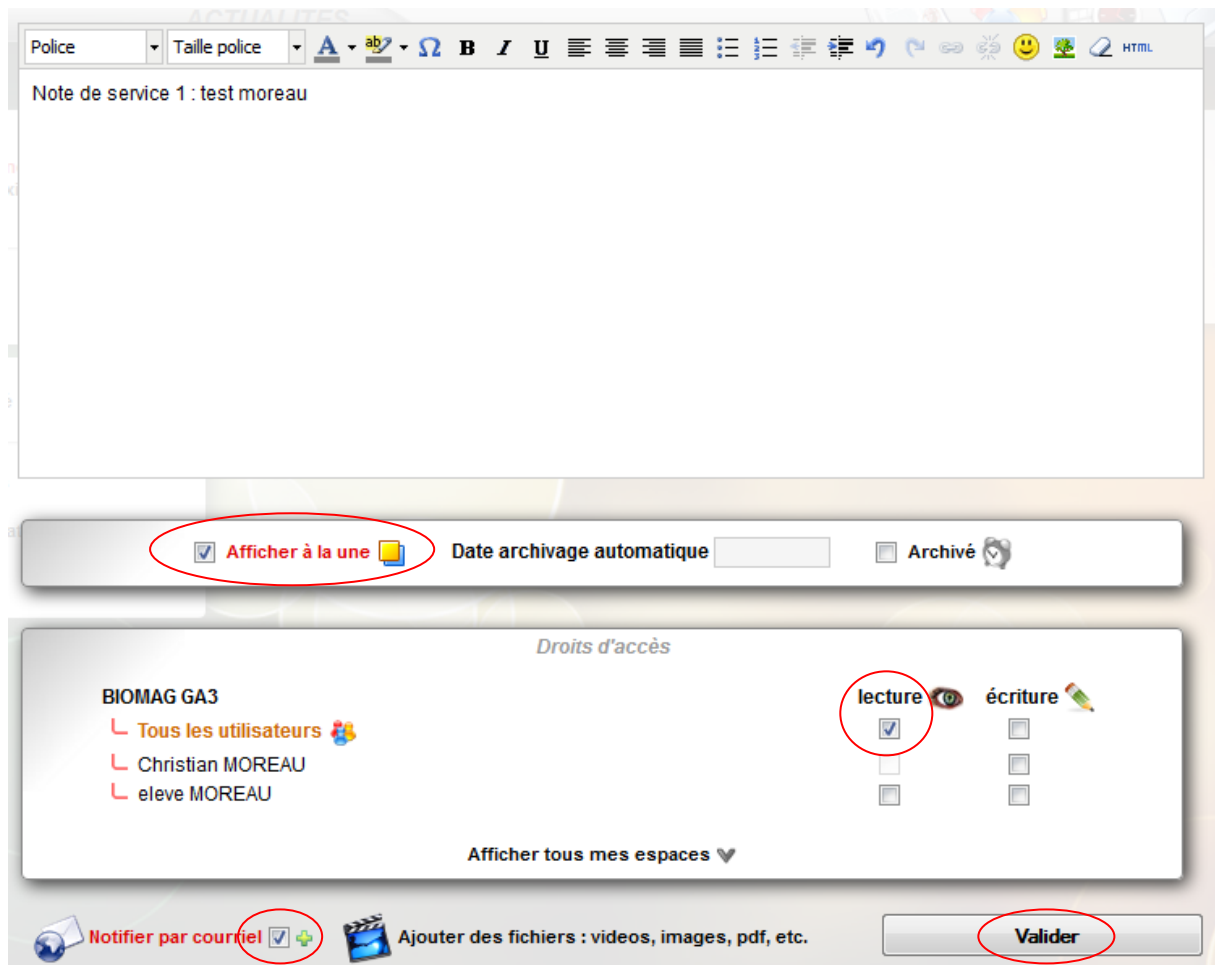 ACTUALITES
Police Taille police A ab Ω B I U HTML
Note de service 1 : test moreau
Afficher à la une Date archivage automatique Archivé
Droits d'accès
BIOMAG GA3 lecture écriture
Tous les utilisateurs
Christian MOREAU
eleve MOREAU
Afficher tous mes espaces
Notifier par courriel Ajouter des fichiers : videos, images, pdf, etc. Valider